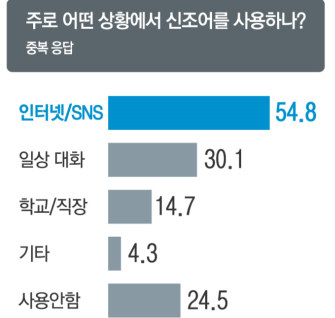 주로 어떤 상황에서 신조어를 사용하나?
중복 응답
인터넷/SNS 54.8
일상 대화 30.1
학교/직장 14.7
기타 4.3
사용안함 24.5